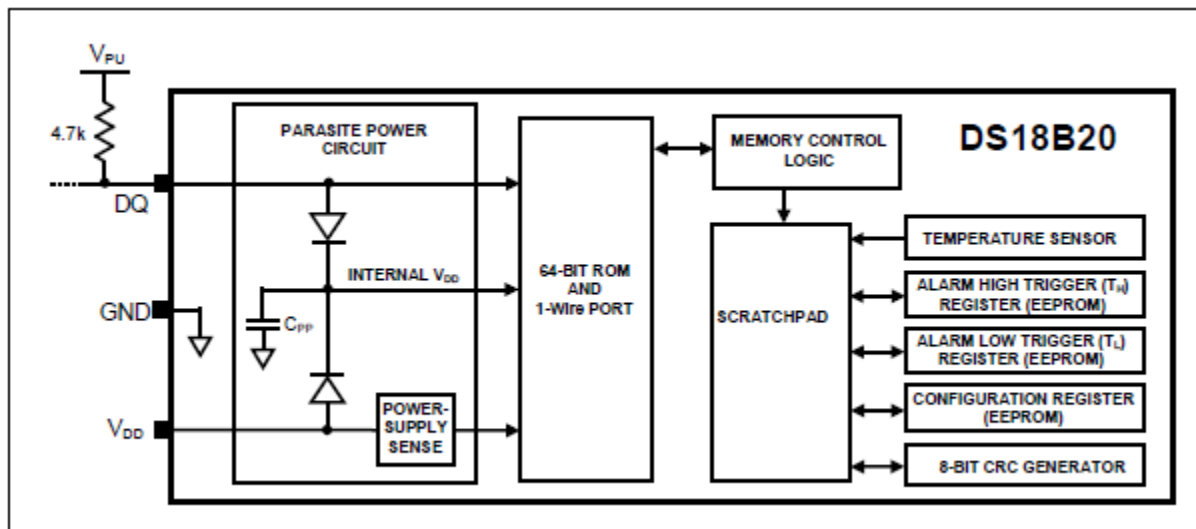 V_PU
4.7k
DQ
GND
V_DD
PARASITE POWER
CIRCUIT
INTERNAL V_DD
C_PP
POWER-
SUPPLY
SENSE
64-BIT ROM
AND
1-Wire PORT
MEMORY CONTROL
LOGIC
SCRATCHPAD
DS18B20
TEMPERATURE SENSOR
ALARM HIGH TRIGGER (T_H)
REGISTER (EEPROM)
ALARM LOW TRIGGER (T_L)
REGISTER (EEPROM)
CONFIGURATION REGISTER
(EEPROM)
8-BIT CRC GENERATOR